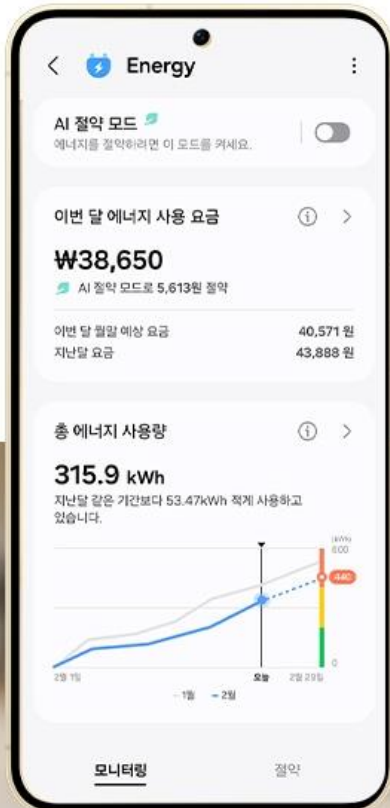 Energy
AI 절약 모드
에너지를 절약하려면 이 모드를 켜세요.
이번 달 에너지 사용 요금
₩38,650
AI 절약 모드로 5,613원 절약
이번 달 월말 예상 요금 40,571 원
지난달 요금 43,888 원
총 에너지 사용량
315.9 kWh
지난달 같은 기간보다 53.47kWh 적게 사용하고
있습니다.
(kWh)
600
440
0
2월 1일 오늘 2월 29일
1월 2월
모니터링 절약